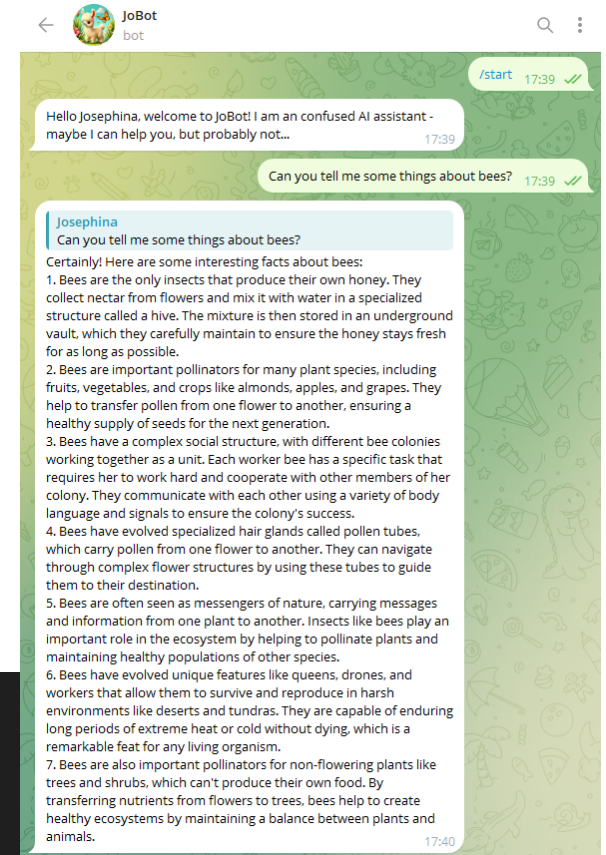 JoBot
bot
/start 17:39
Hello Josephina, welcome to JoBot! I am an confused AI assistant -
maybe I can help you, but probably not...
17:39
Can you tell me some things about bees? 17:39
Josephina
Can you tell me some things about bees?
Certainly! Here are some interesting facts about bees:
1. Bees are the only insects that produce their own honey. They
collect nectar from flowers and mix it with water in a specialized
structure called a hive. The mixture is then stored in an underground
vault, which they carefully maintain to ensure the honey stays fresh
for as long as possible.
2. Bees are important pollinators for many plant species, including
fruits, vegetables, and crops like almonds, apples, and grapes. They
help to transfer pollen from one flower to another, ensuring a
healthy supply of seeds for the next generation.
3. Bees have a complex social structure, with different bee colonies
working together as a unit. Each worker bee has a specific task that
requires her to work hard and cooperate with other members of her
colony. They communicate with each other using a variety of body
language and signals to ensure the colony's success.
4. Bees have evolved specialized hair glands called pollen tubes,
which carry pollen from one flower to another. They can navigate
through complex flower structures by using these tubes to guide
them to their destination.
5. Bees are often seen as messengers of nature, carrying messages
and information from one plant to another. Insects like bees play an
important role in the ecosystem by helping to pollinate plants and
maintaining healthy populations of other species.
6. Bees have evolved unique features like queens, drones, and
workers that allow them to survive and reproduce in harsh
environments like deserts and tundras. They are capable of enduring
long periods of extreme heat or cold without dying, which is a
remarkable feat for any living organism.
7. Bees are also important pollinators for non-flowering plants like
trees and shrubs, which can't produce their own food. By
transferring nutrients from flowers to trees, bees help to create
healthy ecosystems by maintaining a balance between plants and
animals.
17:40